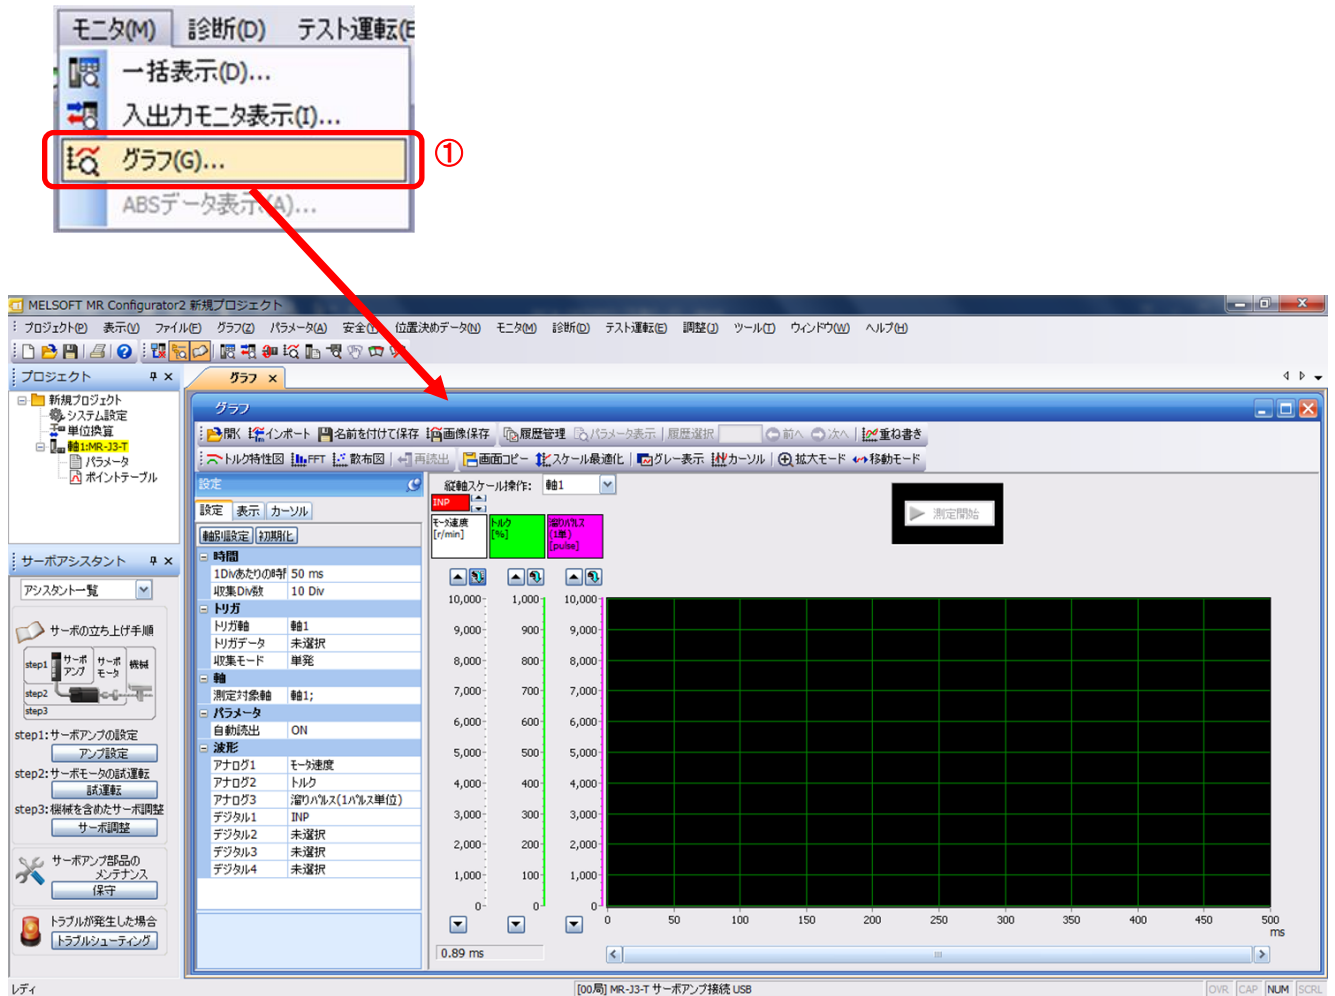 モニタ(M) 診断(D) テスト運転(E
一括表示(D)...
入出力モニタ表示(I)...
グラフ(G)...
①
ABSデータ表示(A)...
MELSOFT MR Configurator2 新規プロジェクト
プロジェクト(P) 表示(V) ファイル(F) グラフ(Z) パラメータ(A) 安全 位置決めデータ(N) モニタ(M) 診断(D) テスト運転(E) 調整(J) ツール(T) ウィンドウ(W) ヘルプ(H)
プロジェクト
新規プロジェクト
システム設定
単位換算
軸1:MR-J3-T
パラメータ
ポイントテーブル
サーボアシスタント
アシスタント一覧
サーボの立ち上げ手順
step1 サーボアンプ サーボモータ 機械
step2
step3
step1:サーボアンプの設定
アンプ設定
step2:サーボモータの試運転
試運転
step3:機械を含めたサーボ調整
サーボ調整
サーボアンプ部品の
メンテナンス
保守
トラブルが発生した場合
トラブルシューティング
グラフ ×
グラフ
開く インポート 名前を付けて保存 画像保存 履歴管理 パラメータ表示 履歴選択 前へ 次へ 重ね書き
トルク特性図 FFT 散布図 再読出 画面コピー スケール最適化 グレー表示 カーソル 拡大モード 移動モード
設定
設定 表示 カーソル
軸別設定 初期化
時間
1Divあたりの時 50 ms
収集Div数 10 Div
トリガ
トリガ軸 軸1
トリガデータ 未選択
収集モード 単発
軸
測定対象軸 軸1;
パラメータ
自動読出 ON
波形
アナログ1 モータ速度
アナログ2 トルク
アナログ3 溜りパルス(1パルス単位)
デジタル1 INP
デジタル2 未選択
デジタル3 未選択
デジタル4 未選択
縦軸スケール操作: 軸1
INP
モータ速度
[r/min]
トルク
[%]
溜りパルス
(1単)
[pulse]
測定開始
10,000 1,000 10,000
9,000 900 9,000
8,000 800 8,000
7,000 700 7,000
6,000 600 6,000
5,000 500 5,000
4,000 400 4,000
3,000 300 3,000
2,000 200 2,000
1,000 100 1,000
0 0 0
0 50 100 150 200 250 300 350 400 450 500
ms
0.89 ms
レディ
[00局] MR-J3-T サーボアンプ接続 USB
OVR CAP NUM SCRL